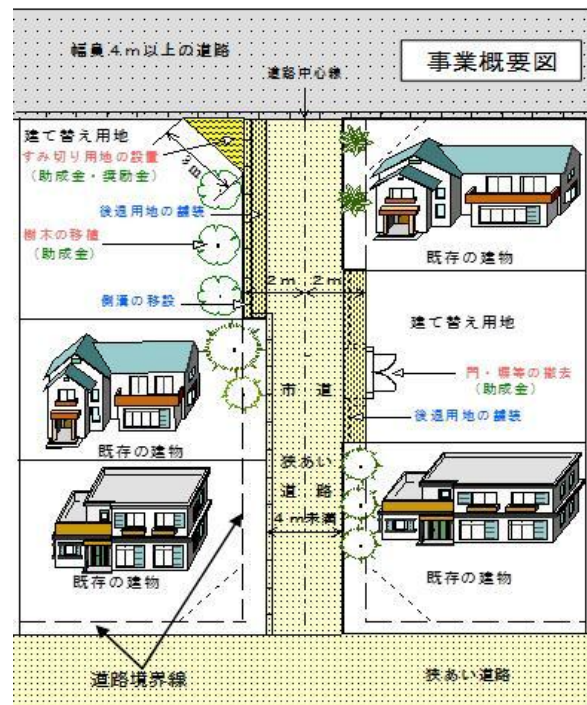 幅員４ｍ以上の道路
事業概要図
道路中心線
建て替え用地
すみ切り用地の設置
(助成金・奨励金)
２ｍ
後退用地の舗装
樹木の移植
(助成金)
既存の建物
２ｍ
２ｍ
側溝の移設
建て替え用地
門・塀等の撤去
(助成金)
市道
後退用地の舗装
既存の建物
狭あい
道路
４ｍ未満
既存の建物
既存の建物
道路境界線
狭あい道路